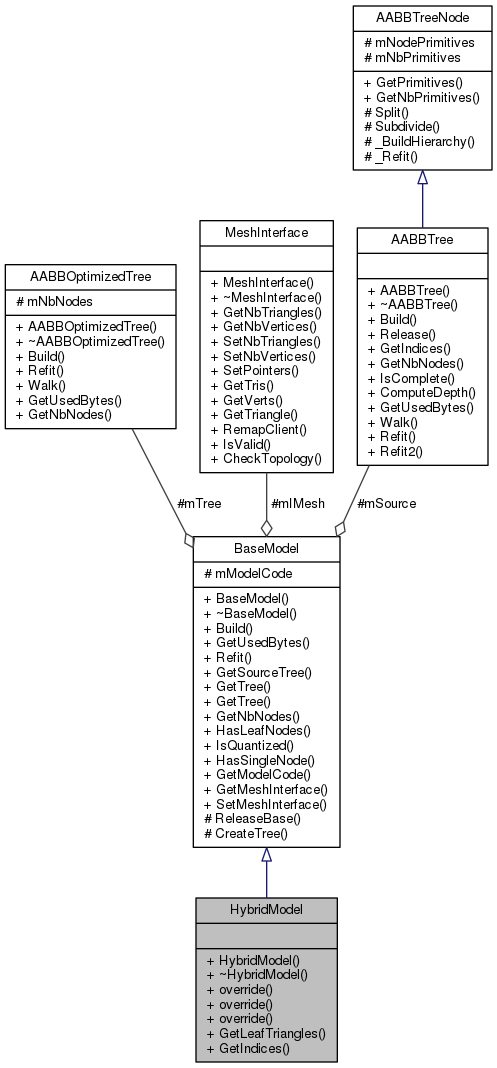 AABBTreeNode
# mNodePrimitives
# mNbPrimitives
+ GetPrimitives()
+ GetNbPrimitives()
# Split()
# Subdivide()
# _BuildHierarchy()
# _Refit()
MeshInterface
+ MeshInterface()
+ ~MeshInterface()
+ GetNbTriangles()
+ GetNbVertices()
+ SetNbTriangles()
+ SetNbVertices()
+ SetPointers()
+ GetTris()
+ GetVerts()
+ GetTriangle()
+ RemapClient()
+ IsValid()
+ CheckTopology()
AABBTree
+ AABBTree()
+ ~AABBTree()
+ Build()
+ Release()
+ GetIndices()
+ GetNbNodes()
+ IsComplete()
+ ComputeDepth()
+ GetUsedBytes()
+ Walk()
+ Refit()
+ Refit2()
AABBOptimizedTree
# mNbNodes
+ AABBOptimizedTree()
+ ~AABBOptimizedTree()
+ Build()
+ Refit()
+ Walk()
+ GetUsedBytes()
+ GetNbNodes()
#mTree
#mIMesh
#mSource
BaseModel
# mModelCode
+ BaseModel()
+ ~BaseModel()
+ Build()
+ GetUsedBytes()
+ Refit()
+ GetSourceTree()
+ GetTree()
+ GetTree()
+ GetNbNodes()
+ HasLeafNodes()
+ IsQuantized()
+ HasSingleNode()
+ GetModelCode()
+ GetMeshInterface()
+ SetMeshInterface()
# ReleaseBase()
# CreateTree()
HybridModel
+ HybridModel()
+ ~HybridModel()
+ override()
+ override()
+ override()
+ GetLeafTriangles()
+ GetIndices()